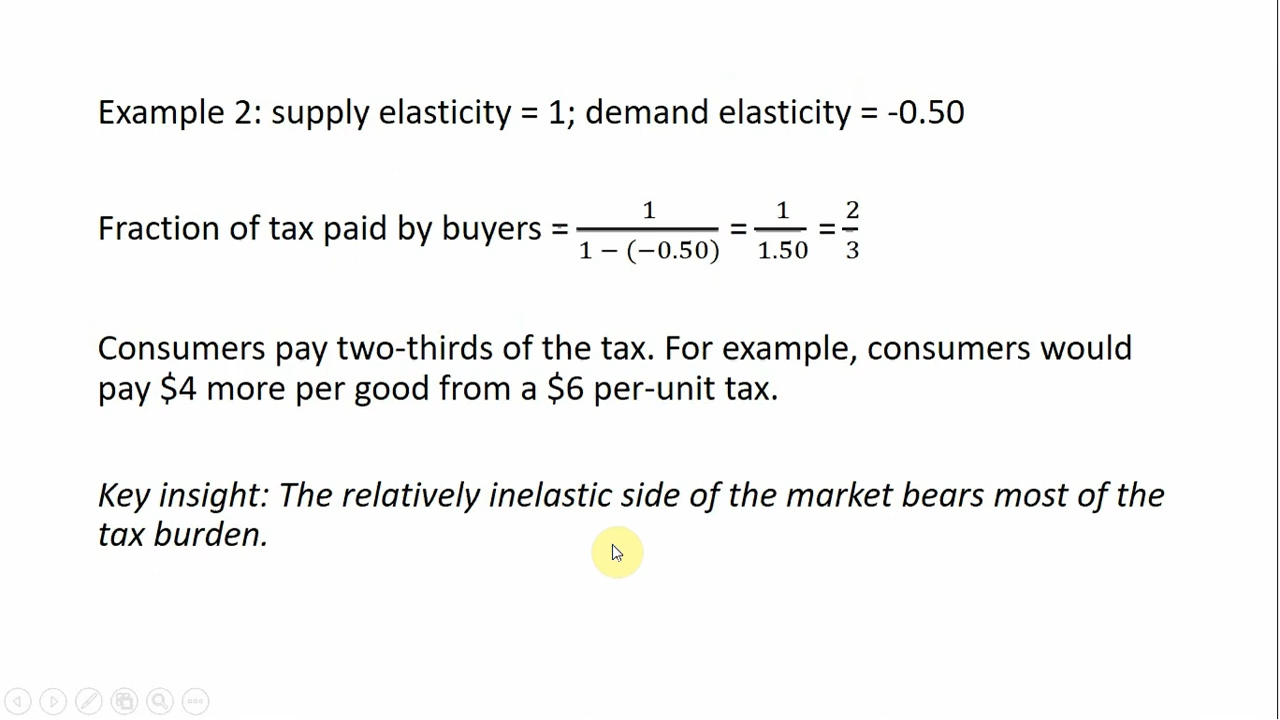 Example 2: supply elasticity = 1; demand elasticity = -0.50
Fraction of tax paid by buyers = 1 / (1 − (−0.50)) = 1 / 1.50 = 2 / 3
Consumers pay two-thirds of the tax. For example, consumers would
pay $4 more per good from a $6 per-unit tax.
Key insight: The relatively inelastic side of the market bears most of the
tax burden.